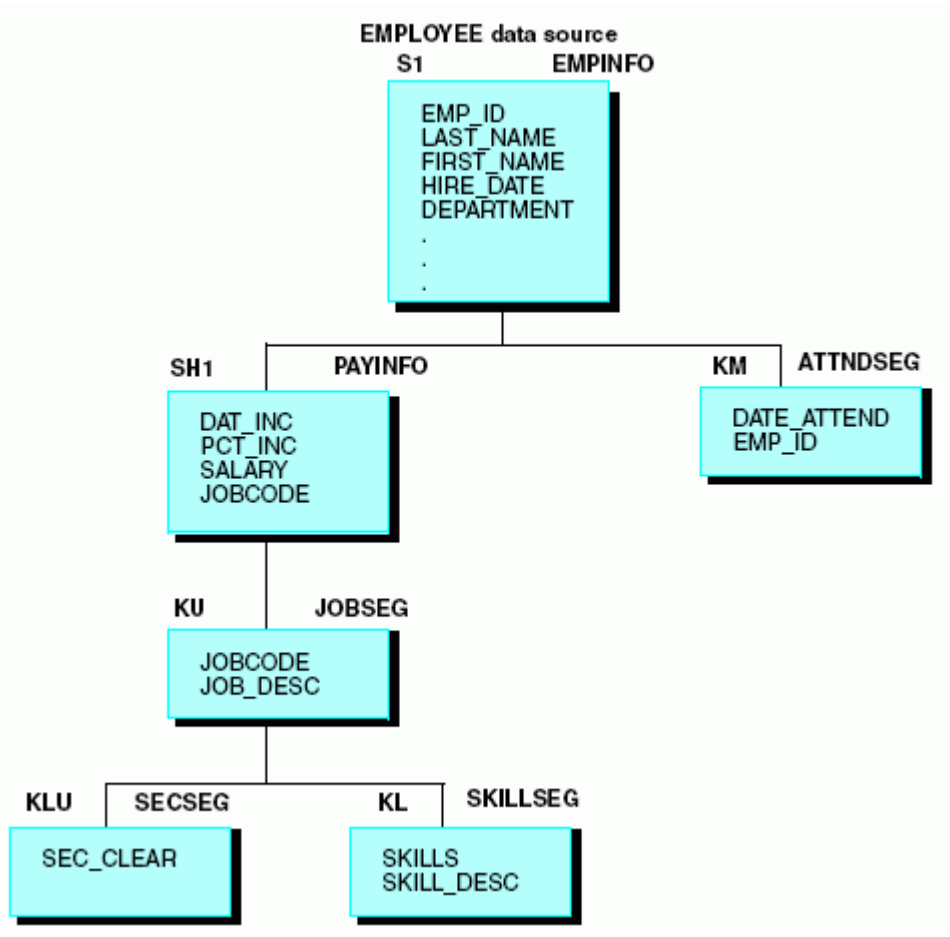 EMPLOYEE data source
S1 EMPINFO
EMP_ID
LAST_NAME
FIRST_NAME
HIRE_DATE
DEPARTMENT
.
.
.
SH1 PAYINFO
DAT_INC
PCT_INC
SALARY
JOBCODE
KM ATTNDSEG
DATE_ATTEND
EMP_ID
KU JOBSEG
JOBCODE
JOB_DESC
KLU SECSEG
SEC_CLEAR
KL SKILLSEG
SKILLS
SKILL_DESC